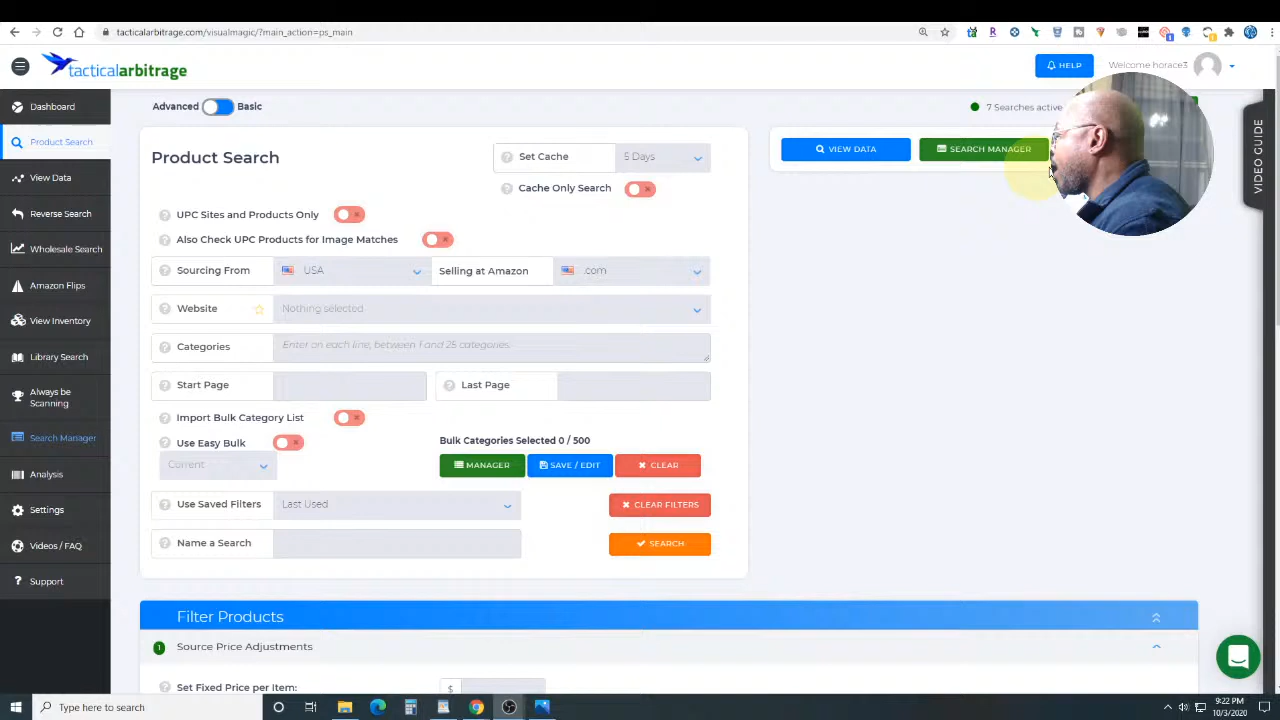 tacticalarbitrage.com/visualmagic/?main_action=ps_main
tacticalarbitrage
HELP
Welcome horace3
Dashboard
Product Search
View Data
Reverse Search
Wholesale Search
Amazon Flips
View Inventory
Library Search
Always be
Scanning
Search Manager
Analysis
Settings
Videos / FAQ
Support
Advanced Basic
7 Searches active
Product Search
Set Cache 5 Days
Cache Only Search
VIEW DATA
SEARCH MANAGER
VIDEO GUIDE
UPC Sites and Products Only
Also Check UPC Products for Image Matches
Sourcing From USA Selling at Amazon .com
Website Nothing selected
Categories Enter on each line, between 1 and 25 categories.
Start Page Last Page
Import Bulk Category List
Use Easy Bulk Bulk Categories Selected 0 / 500
Current MANAGER SAVE / EDIT CLEAR
Use Saved Filters Last Used CLEAR FILTERS
Name a Search SEARCH
Filter Products
1 Source Price Adjustments
Set Fixed Price per Item: $
Type here to search
9:22 PM
10/3/2020